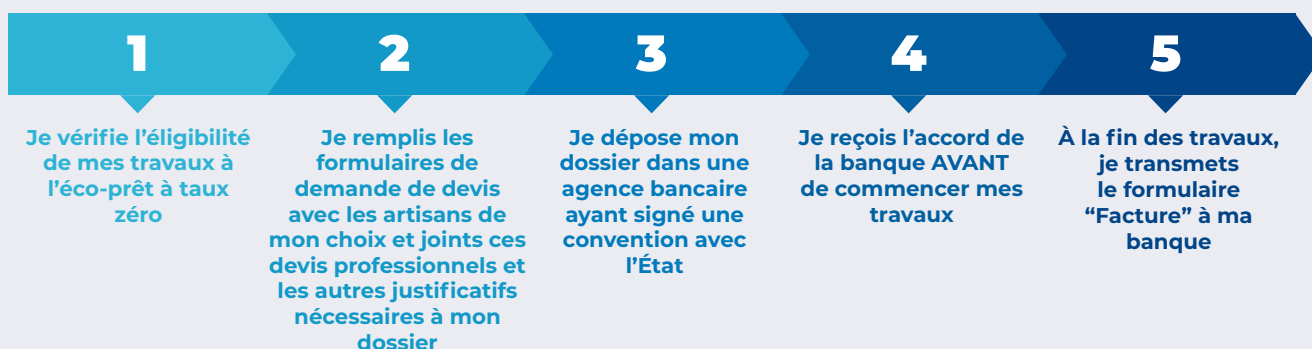 1
Je vérifie l’éligibilité
de mes travaux à
l’éco-prêt à taux
zéro
2
Je remplis les
formulaires de
demande de devis
avec les artisans de
mon choix et joints ces
devis professionnels et
les autres justificatifs
nécessaires à mon
dossier
3
Je dépose mon
dossier dans une
agence bancaire
ayant signé une
convention avec
l’État
4
Je reçois l’accord de
la banque AVANT
de commencer mes
travaux
5
À la fin des travaux,
je transmets
le formulaire
“Facture” à ma
banque